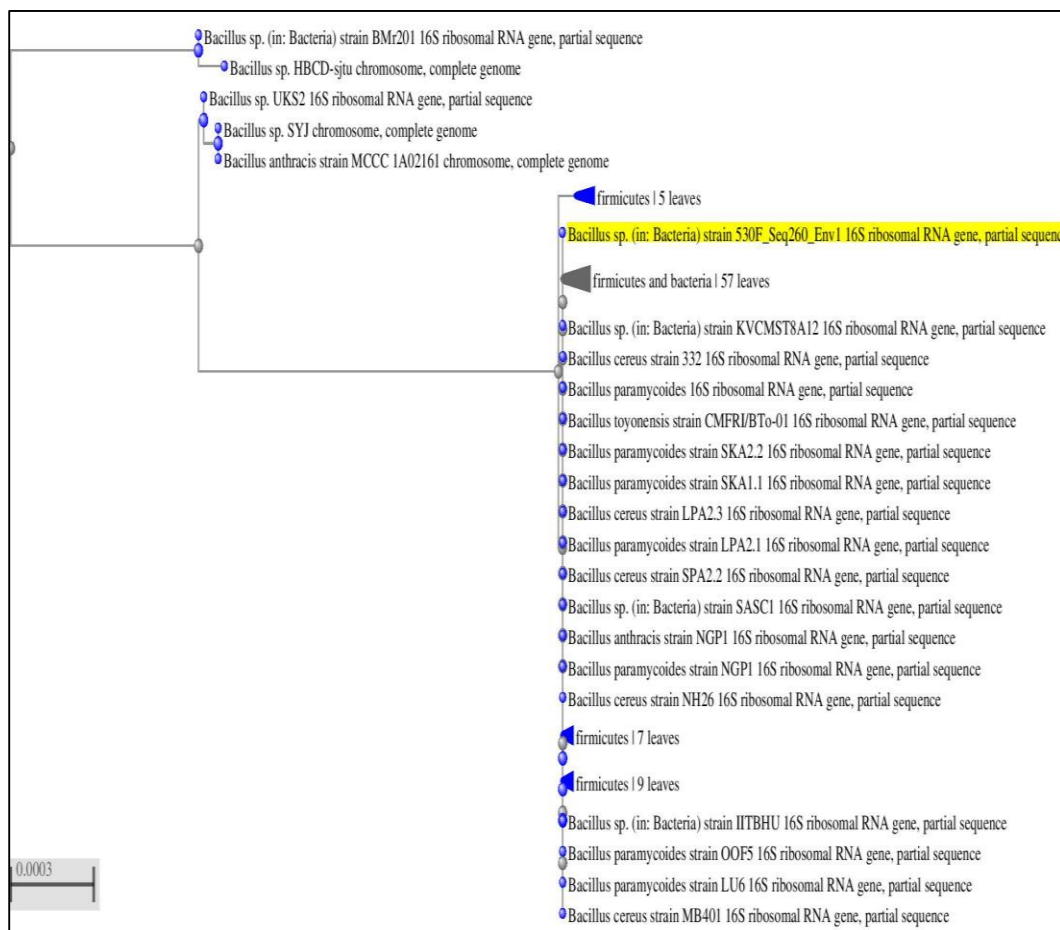 Bacillus sp. (in: Bacteria) strain BMr201 16S ribosomal RNA gene, partial sequence
Bacillus sp. HBCD-sjtu chromosome, complete genome
Bacillus sp. UKS2 16S ribosomal RNA gene, partial sequence
Bacillus sp. SYJ chromosome, complete genome
Bacillus anthracis strain MCCC 1A02161 chromosome, complete genome
firmicutes | 5 leaves
Bacillus sp. (in: Bacteria) strain 530F_Seq260_Env1 16S ribosomal RNA gene, partial sequenc
firmicutes and bacteria | 57 leaves
Bacillus sp. (in: Bacteria) strain KVCMST8A12 16S ribosomal RNA gene, partial sequence
Bacillus cereus strain 332 16S ribosomal RNA gene, partial sequence
Bacillus paramycoides 16S ribosomal RNA gene, partial sequence
Bacillus toyonensis strain CMFRI/BTo-01 16S ribosomal RNA gene, partial sequence
Bacillus paramycoides strain SKA2.2 16S ribosomal RNA gene, partial sequence
Bacillus paramycoides strain SKA1.1 16S ribosomal RNA gene, partial sequence
Bacillus cereus strain LPA2.3 16S ribosomal RNA gene, partial sequence
Bacillus paramycoides strain LPA2.1 16S ribosomal RNA gene, partial sequence
Bacillus cereus strain SPA2.2 16S ribosomal RNA gene, partial sequence
Bacillus sp. (in: Bacteria) strain SASC1 16S ribosomal RNA gene, partial sequence
Bacillus anthracis strain NGP1 16S ribosomal RNA gene, partial sequence
Bacillus paramycoides strain NGP1 16S ribosomal RNA gene, partial sequence
Bacillus cereus strain NH26 16S ribosomal RNA gene, partial sequence
firmicutes | 7 leaves
firmicutes | 9 leaves
Bacillus sp. (in: Bacteria) strain IITBHU 16S ribosomal RNA gene, partial sequence
Bacillus paramycoides strain OOF5 16S ribosomal RNA gene, partial sequence
Bacillus paramycoides strain LU6 16S ribosomal RNA gene, partial sequence
Bacillus cereus strain MB401 16S ribosomal RNA gene, partial sequence
0.0003